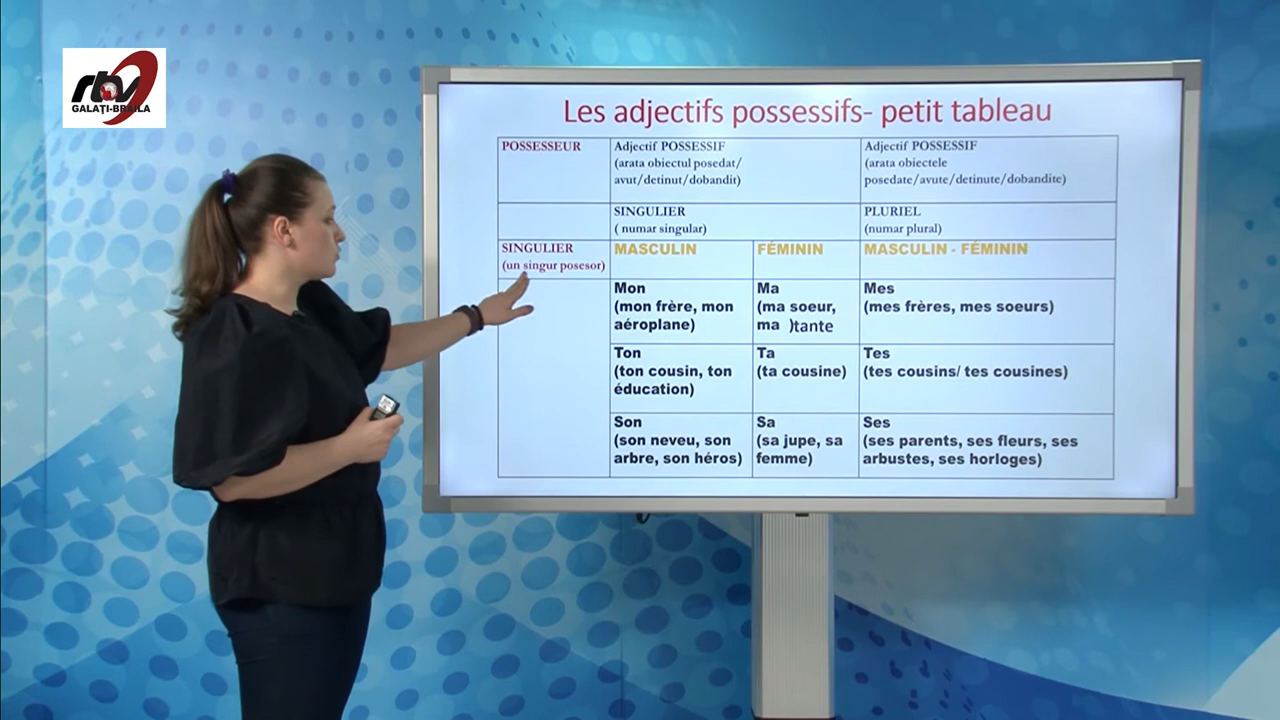 rtv
GALAŢI-BRĂILA
Les adjectifs possessifs- petit tableau
POSSESSEUR
Adjectif POSSESSIF
(arata obiectul posedat/
avut/detinut/dobandit)
Adjectif POSSESSIF
(arata obiectele
posedate/avute/detinute/dobandite)
SINGULIER
( numar singular)
PLURIEL
(numar plural)
SINGULIER
(un singur posesor)
MASCULIN
FÉMININ
MASCULIN - FÉMININ
Mon
(mon frère, mon
aéroplane)
Ma
(ma soeur,
ma )tante
Mes
(mes frères, mes soeurs)
Ton
(ton cousin, ton
éducation)
Ta
(ta cousine)
Tes
(tes cousins/ tes cousines)
Son
(son neveu, son
arbre, son héros)
Sa
(sa jupe, sa
femme)
Ses
(ses parents, ses fleurs, ses
arbustes, ses horloges)